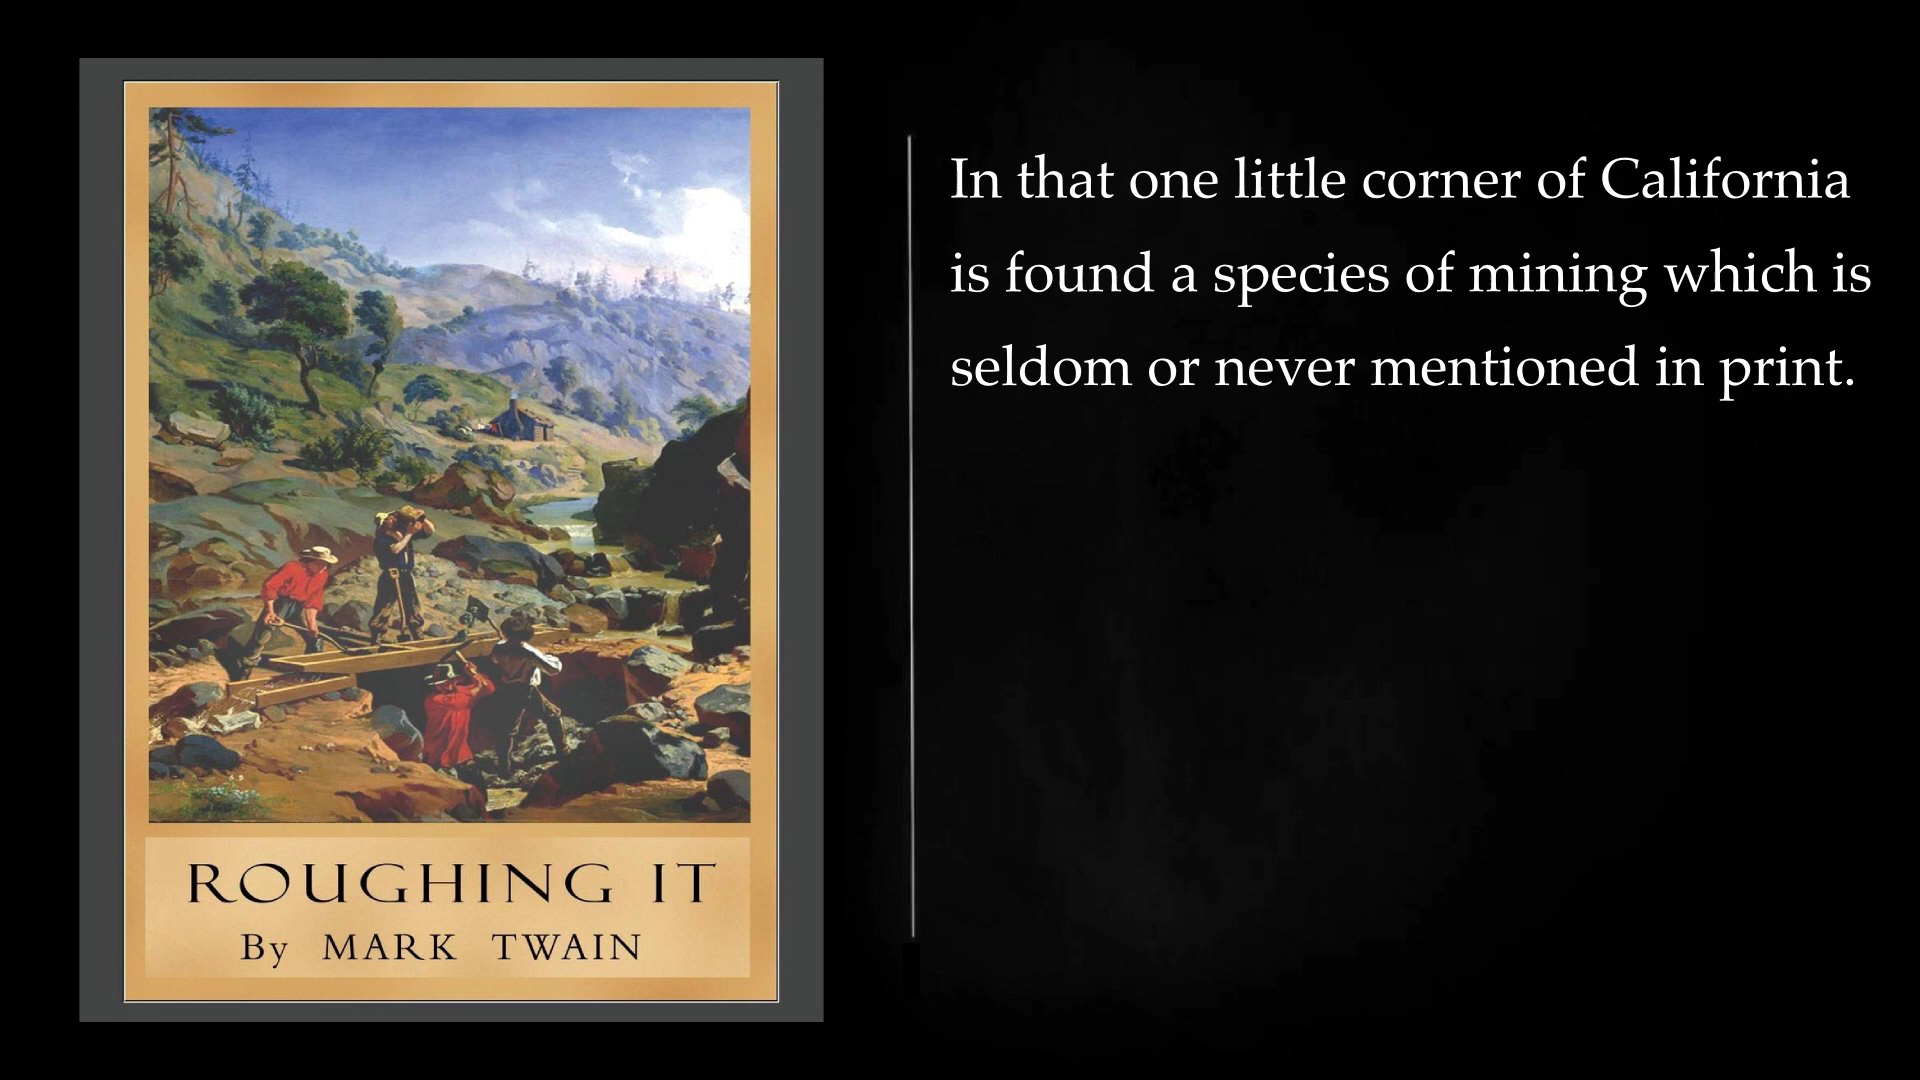 ROUGHING IT
By MARK TWAIN
In that one little corner of California
is found a species of mining which is
seldom or never mentioned in print.